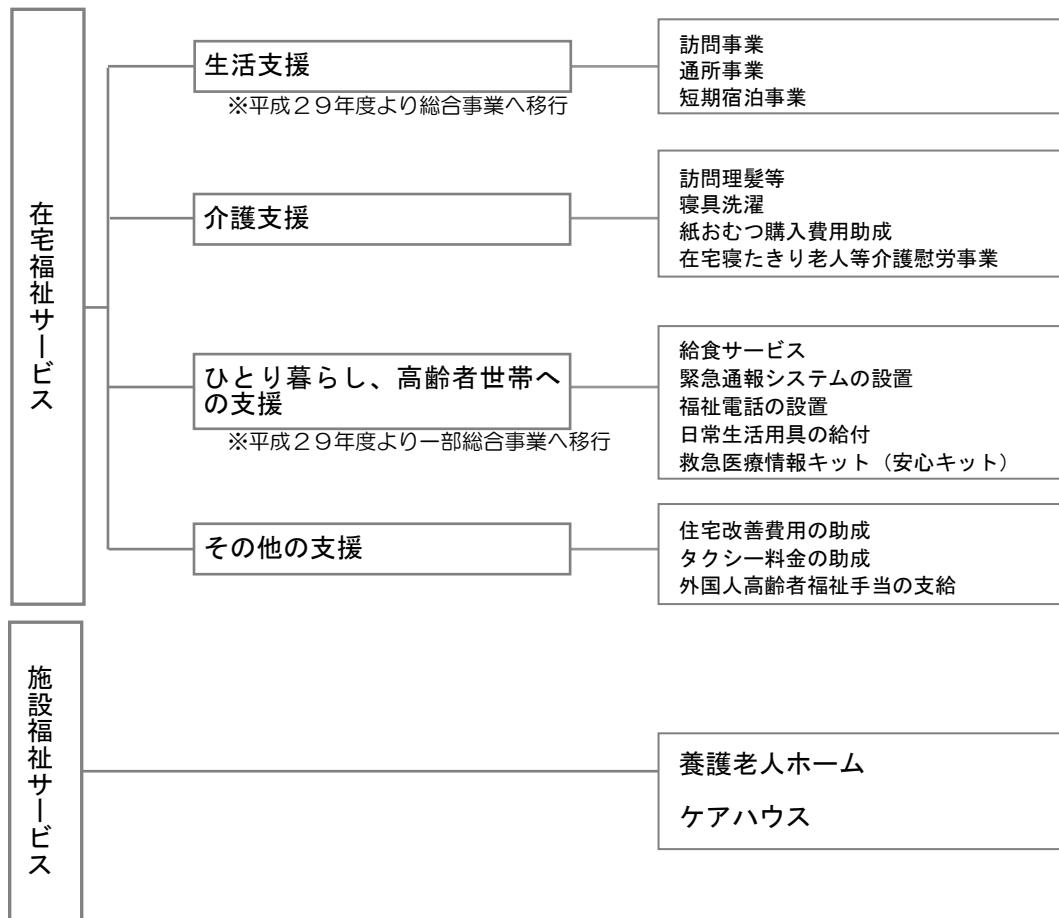 在宅福祉サービス
生活支援
※平成２９年度より総合事業へ移行
訪問事業
通所事業
短期宿泊事業
介護支援
訪問理髪等
寝具洗濯
紙おむつ購入費用助成
在宅寝たきり老人等介護慰労事業
ひとり暮らし、高齢者世帯へ
の支援
※平成２９年度より一部総合事業へ移行
給食サービス
緊急通報システムの設置
福祉電話の設置
日常生活用具の給付
救急医療情報キット（安心キット）
その他の支援
住宅改善費用の助成
タクシー料金の助成
外国人高齢者福祉手当の支給
施設福祉サービス
養護老人ホーム
ケアハウス